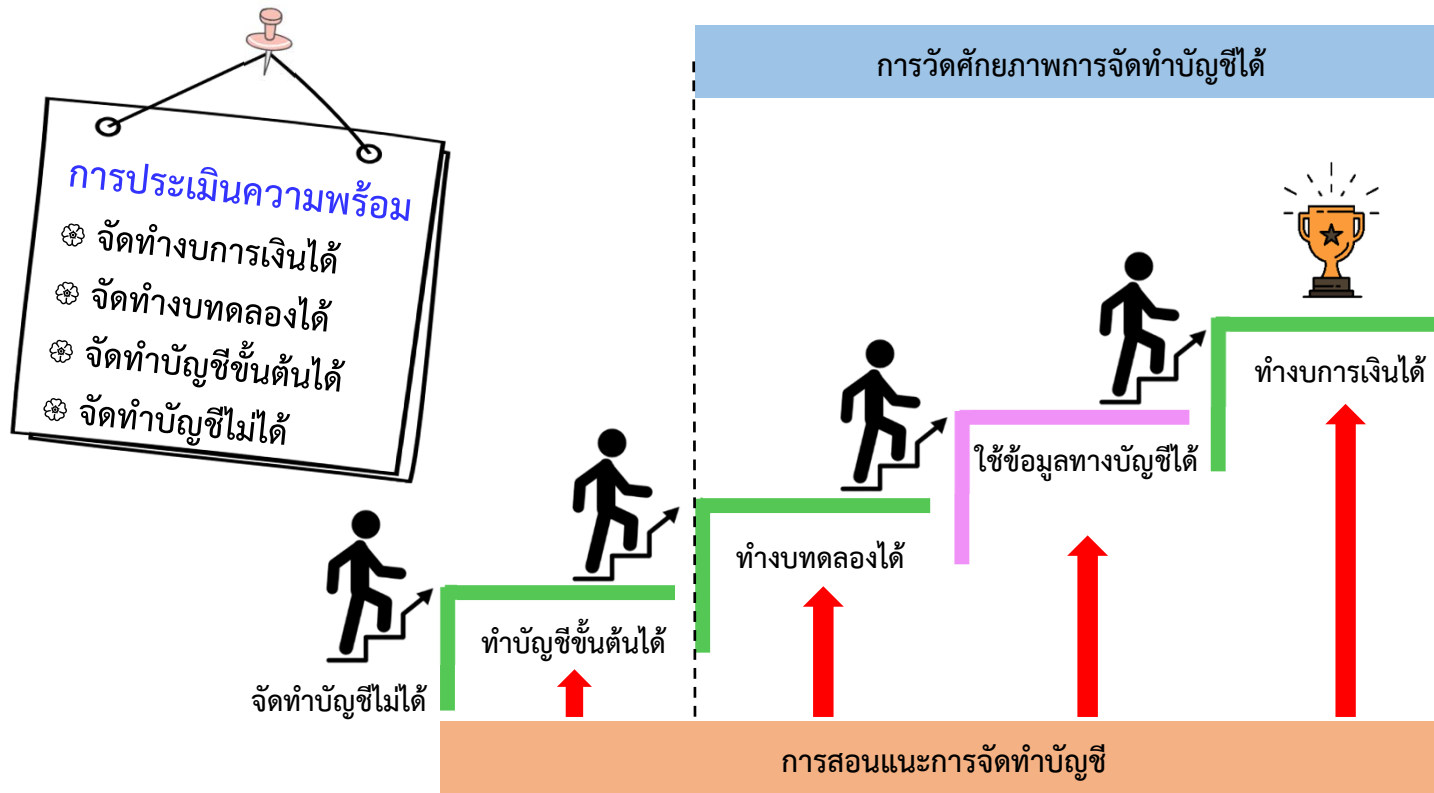 การวัดศักยภาพการจัดทำบัญชีได้
การประเมินความพร้อม
จัดทำงบการเงินได้
จัดทำงบทดลองได้
จัดทำบัญชีขั้นต้นได้
จัดทำบัญชีไม่ได้
ทำงบการเงินได้
ใช้ข้อมูลทางบัญชีได้
ทำงบทดลองได้
ทำบัญชีขั้นต้นได้
จัดทำบัญชีไม่ได้
การสอนแนะการจัดทำบัญชี